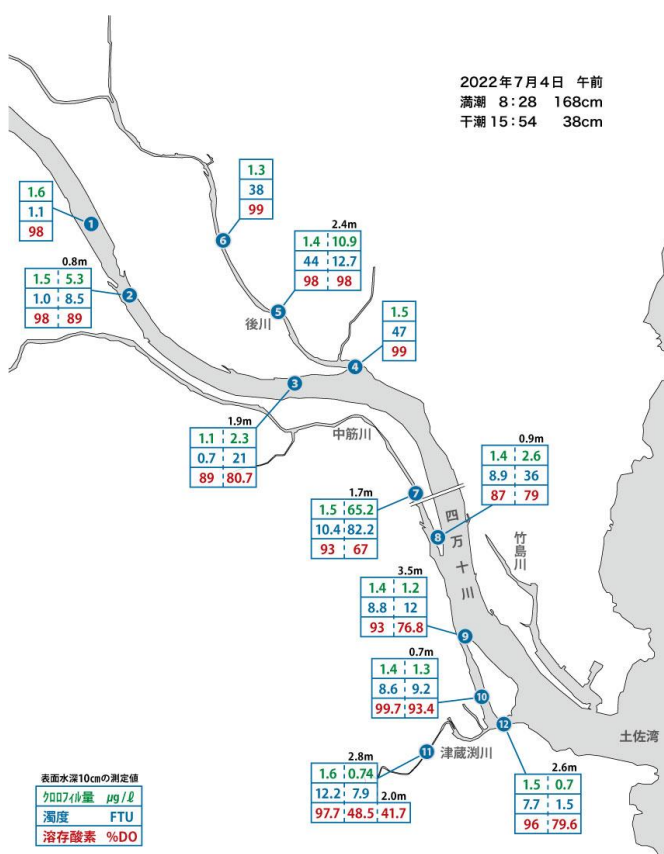 2022年7月4日 午前
満潮 8:28 168cm
干潮 15:54 38cm
1.6
1.1
98
1
0.8m
1.5 5.3
1.0 8.5
98 89
2
1.3
38
99
6
2.4m
1.4 10.9
44 12.7
98 98
5
後川
1.5
47
99
4
3
1.9m
1.1 2.3
0.7 21
89 80.7
中筋川
1.7m
1.5 65.2
10.4 82.2
93 67
7
0.9m
1.4 2.6
8.9 36
87 79
8
四万十川
竹島川
3.5m
1.4 1.2
8.8 12
93 76.8
9
0.7m
1.4 1.3
8.6 9.2
99.7 93.4
10
12
土佐湾
津蔵渕川
11
2.8m
1.6 0.74
12.2 7.9
2.0m
97.7 48.5 41.7
2.6m
1.5 0.7
7.7 1.5
96 79.6
表面水深10cmの測定値
クロロフィル量 μg/ℓ
濁度 FTU
溶存酸素 %DO